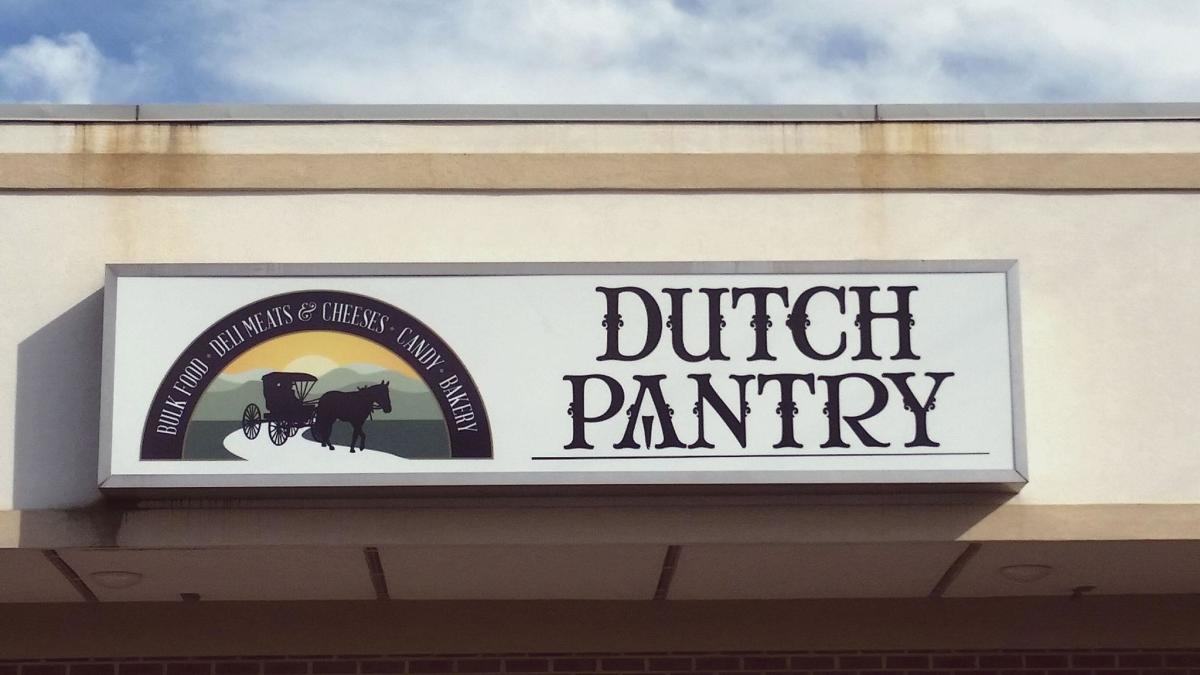 BULK FOOD • DELI MEATS & CHEESES • CANDY • BAKERY
DUTCH
PANTRY